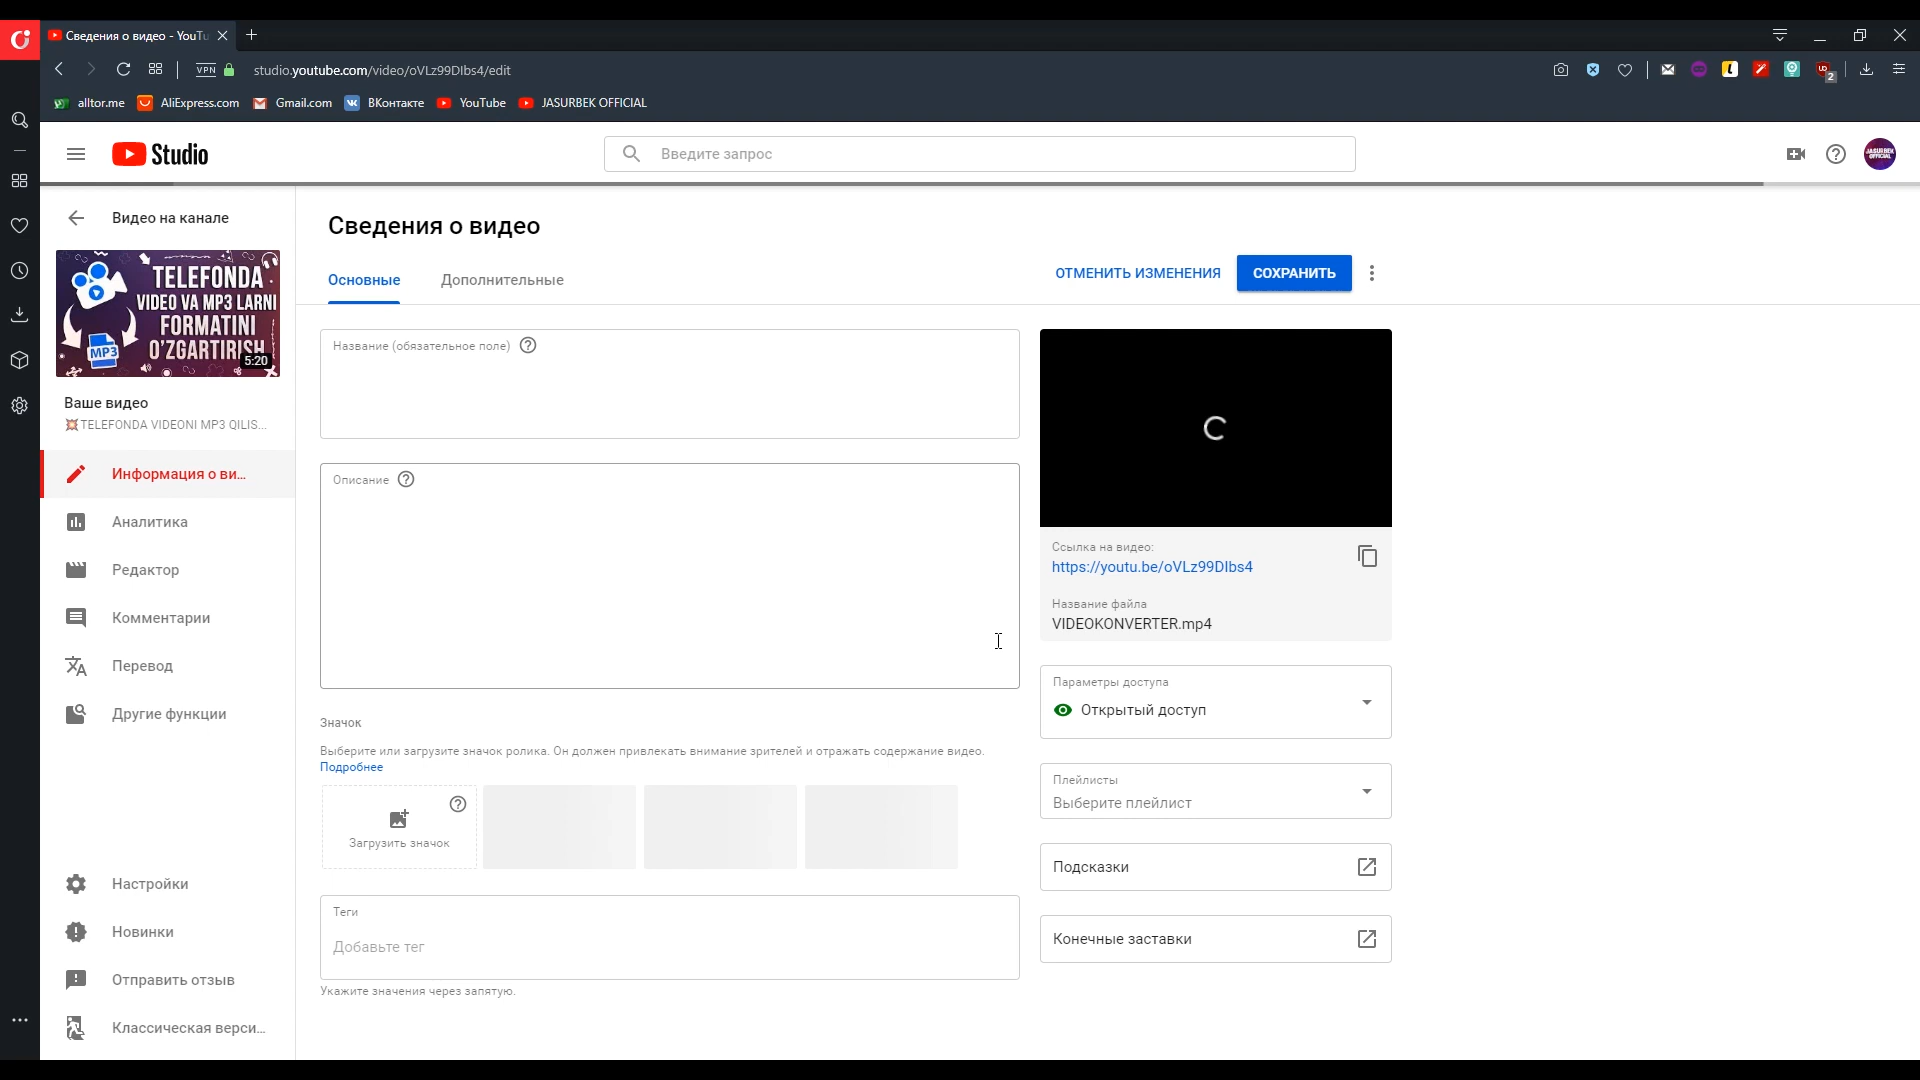 Сведения о видео - YouTu
VPN
studio.youtube.com/video/oVLz99DIbs4/edit
2
alltor.me
AliExpress.com
Gmail.com
ВКонтакте
YouTube
JASURBEK OFFICIAL
Studio
Введите запрос
JASURBEK
OFFICIAL
Видео на канале
TELEFONDA
VIDEO VA MP3 LARNI
FORMATINI
O'ZGARTIRISH
MP3
5:20
Ваше видео
💥TELEFONDA VIDEONI MP3 QILIS...
Информация о ви...
Аналитика
Редактор
Комментарии
Перевод
Другие функции
Настройки
Новинки
Отправить отзыв
Классическая верси...
Сведения о видео
Основные
Дополнительные
ОТМЕНИТЬ ИЗМЕНЕНИЯ
СОХРАНИТЬ
Название (обязательное поле)
Описание
Значок
Выберите или загрузите значок ролика. Он должен привлекать внимание зрителей и отражать содержание видео.
Подробнее
Загрузить значок
Теги
Добавьте тег
Укажите значения через запятую.
Ссылка на видео:
https://youtu.be/oVLz99DIbs4
Название файла
VIDEOKONVERTER.mp4
Параметры доступа
Открытый доступ
Плейлисты
Выберите плейлист
Подсказки
Конечные заставки